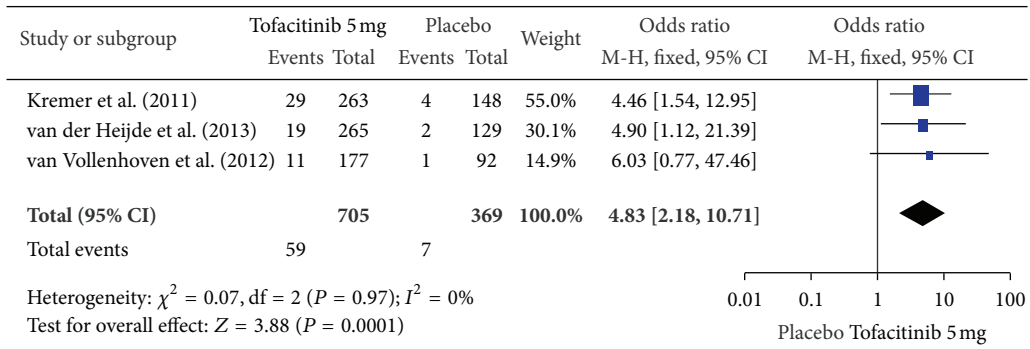 Study or subgroup Tofacitinib 5 mg Placebo Weight Odds ratio Odds ratio
Events Total Events Total M-H, fixed, 95% CI M-H, fixed, 95% CI
Kremer et al. (2011) 29 263 4 148 55.0% 4.46 [1.54, 12.95]
van der Heijde et al. (2013) 19 265 2 129 30.1% 4.90 [1.12, 21.39]
van Vollenhoven et al. (2012) 11 177 1 92 14.9% 6.03 [0.77, 47.46]
Total (95% CI) 705 369 100.0% 4.83 [2.18, 10.71]
Total events 59 7
Heterogeneity: χ² = 0.07, df = 2 (P = 0.97); I² = 0%
Test for overall effect: Z = 3.88 (P = 0.0001)
0.01 0.1 1 10 100
Placebo Tofacitinib 5 mg